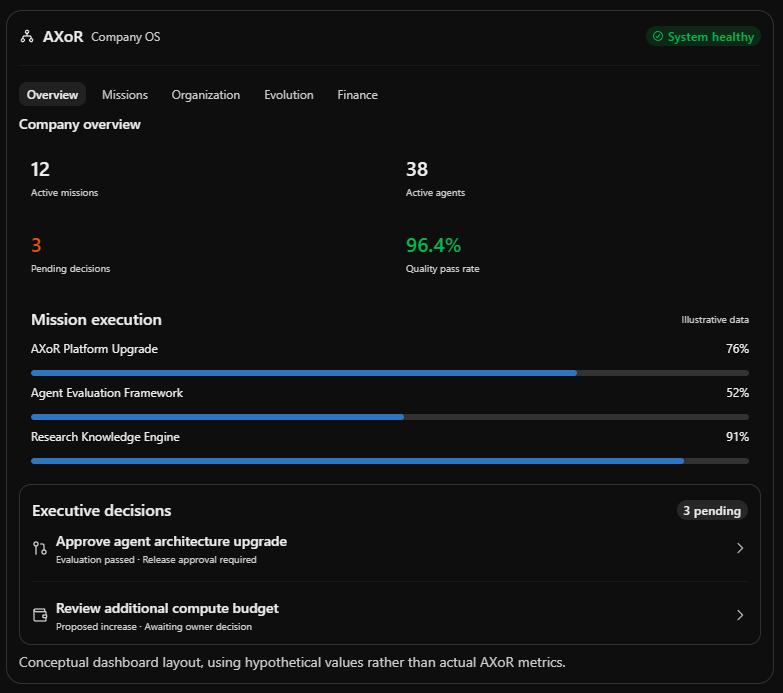 AXoR Company OS
System healthy
Overview Missions Organization Evolution Finance
Company overview
12
Active missions
38
Active agents
3
Pending decisions
96.4%
Quality pass rate
Mission execution
Illustrative data
AXoR Platform Upgrade 76%
Agent Evaluation Framework 52%
Research Knowledge Engine 91%
Executive decisions
3 pending
Approve agent architecture upgrade
Evaluation passed · Release approval required
Review additional compute budget
Proposed increase · Awaiting owner decision
Conceptual dashboard layout, using hypothetical values rather than actual AXoR metrics.